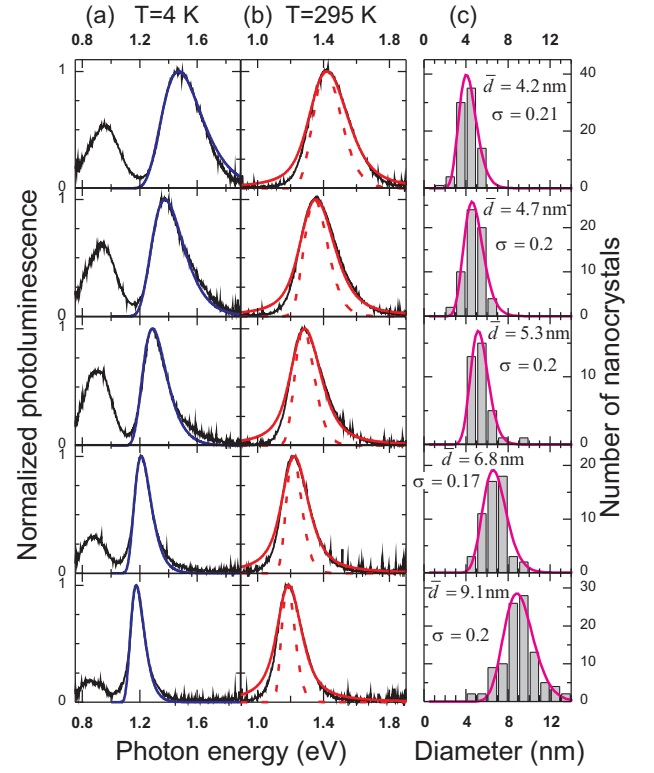 (a) T=4 K (b) T=295 K (c)
0.8 1.2 1.6 1.0 1.4 1.8 0 4 8 12
1 40
d̄ = 4.2 nm
σ = 0.21
20
0 0
1 d̄ = 4.7 nm
20
σ = 0.2
10
0 0
1 d̄ = 5.3 nm
20
σ = 0.2
10
0 0
1 d̄ = 6.8 nm
20
σ = 0.17
10
0 0
1 30
d̄ = 9.1 nm
20
σ = 0.2
10
0 0
0.8 1.2 1.6 1.0 1.4 1.8 0 4 8 12
Normalized photoluminescence
Number of nanocrystals
Photon energy (eV) Diameter (nm)